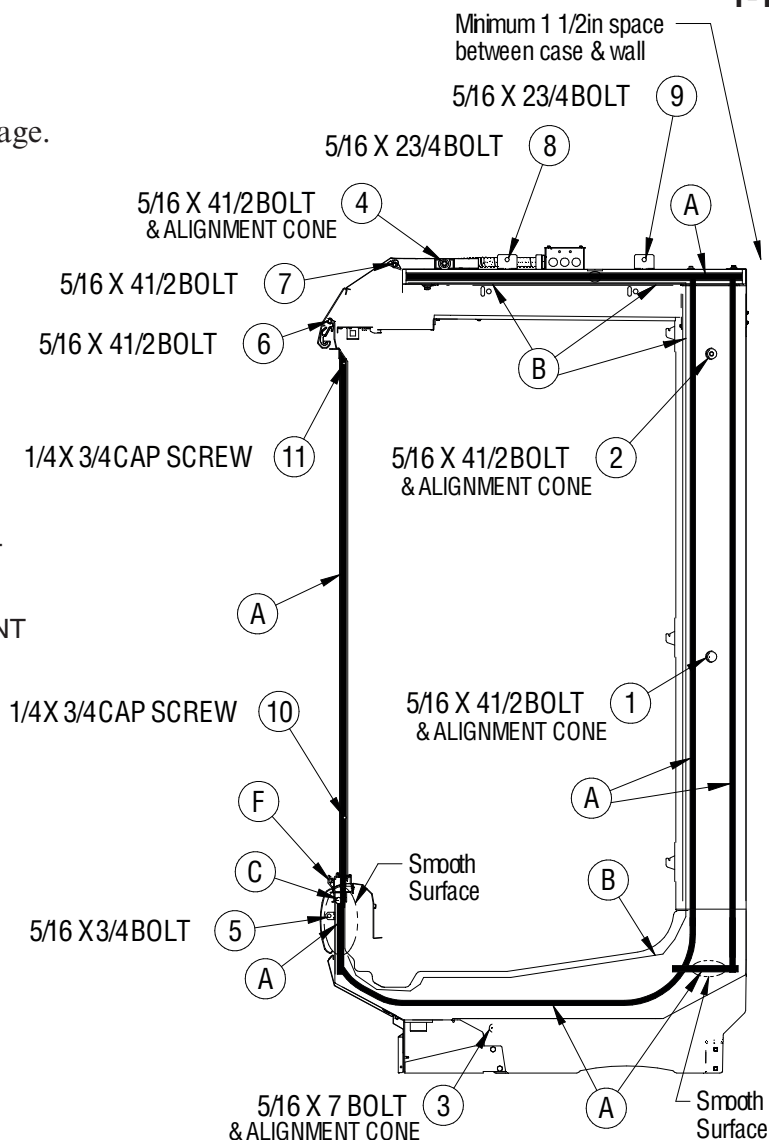 Minimum 1 1/2in space
between case & wall
5/16 X 23/4BOLT 9
age.
5/16 X 23/4BOLT 8
5/16 X 41/2BOLT 4
& ALIGNMENT CONE
A
5/16 X 41/2BOLT 7
5/16 X 41/2BOLT 6
B
1/4X 3/4CAP SCREW 11
5/16 X 41/2BOLT 2
& ALIGNMENT CONE
A
NT
1/4X 3/4CAP SCREW 10
5/16 X 41/2BOLT 1
& ALIGNMENT CONE
A
F
C
Smooth
Surface
B
5/16 X3/4BOLT 5
A
5/16 X 7 BOLT 3
& ALIGNMENT CONE
A
Smooth
Surface